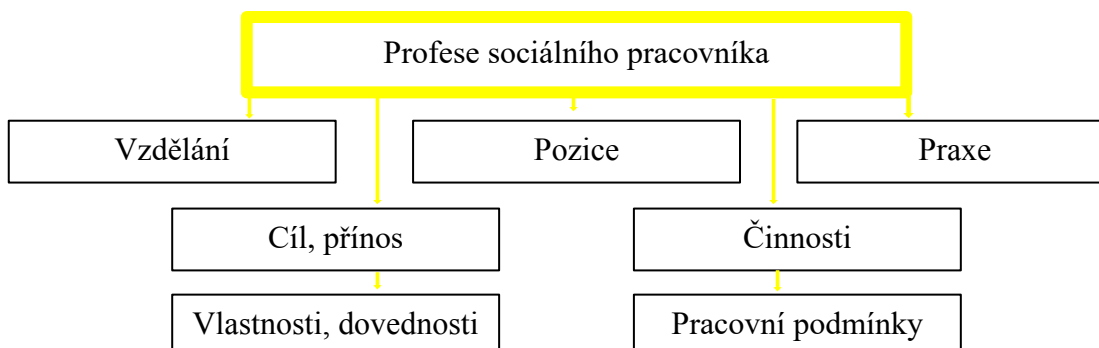 Profese sociálního pracovníka
Vzdělání
Pozice
Praxe
Cíl, přínos
Činnosti
Vlastnosti, dovednosti
Pracovní podmínky